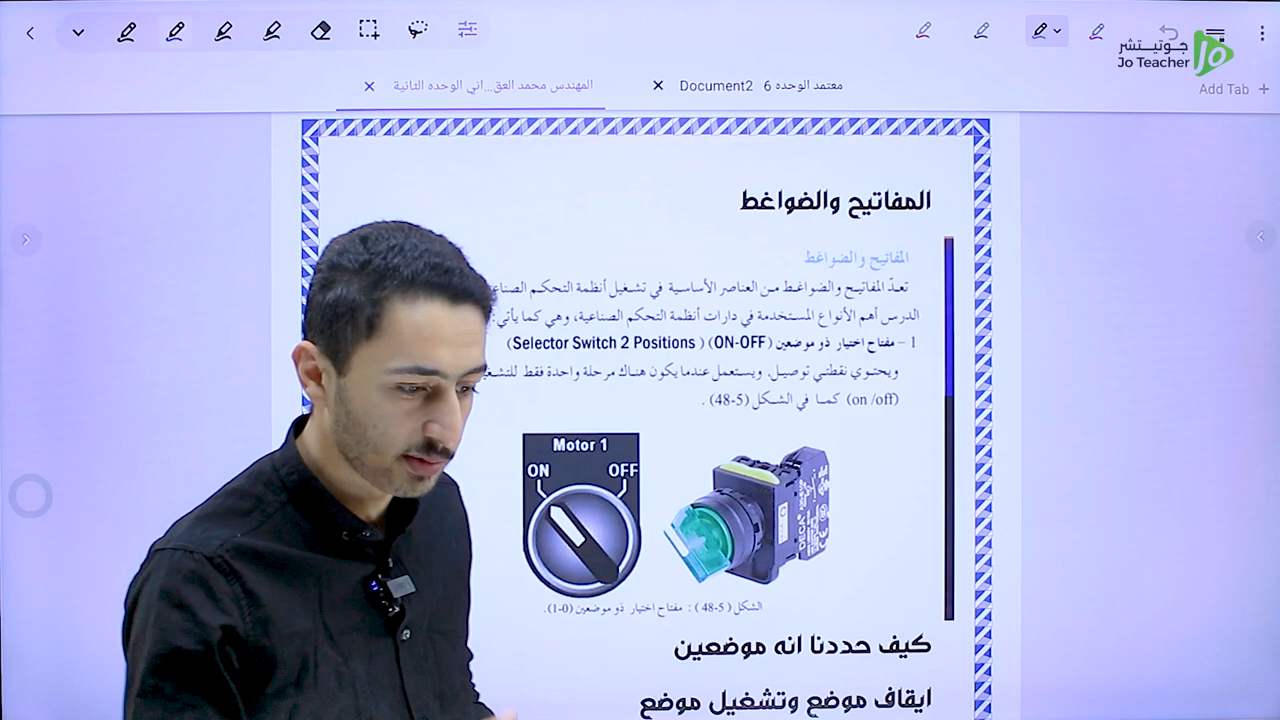 جوتيتشر
Jo Teacher
المهندس محمد العق...اني الوحده الثانية
Document2 معتمد الوحده 6
Add Tab
المفاتيح والضواغط
المفاتيح والضواغط
تعدّ المفاتيح والضواغط من العناصر الأساسية في تشغيل أنظمة التحكم
الدرس أهم الأنواع المستخدمة في دارات أنظمة التحكم الصناعية، وهي كما يأتي:
1 – مفتاح اختيار ذو موضعين (ON-OFF) ( Selector Switch 2 Positions)
ويحتوي نقطتي توصيل، ويستعمل عندما يكون هناك مرحلة واحدة فقط
(on /off) كما في الشكل (5-48) .
Motor 1
ON OFF
DECA
CE
الشكل ( 5-48 ) : مفتاح اختيار ذو موضعين (0-1).
كيف حددنا انه موضعين
ايقاف موضع وتشغيل موضع